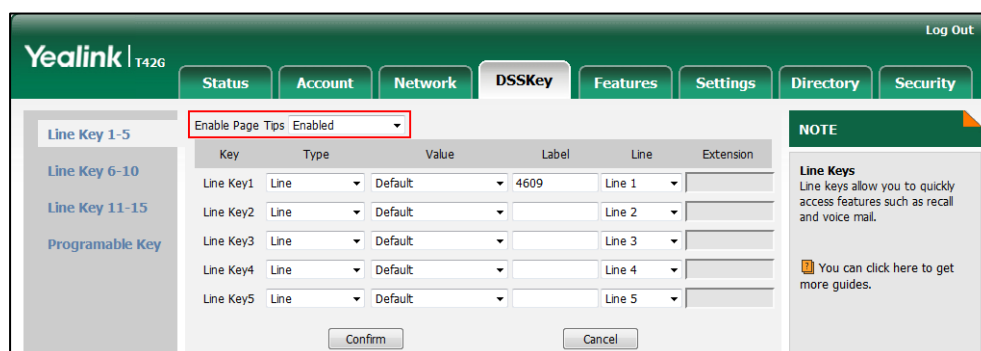 Log Out
Yealink T42G
Status Account Network DSSKey Features Settings Directory Security
Line Key 1-5
Line Key 6-10
Line Key 11-15
Programable Key
Enable Page Tips Enabled
Key Type Value Label Line Extension
Line Key1 Line Default 4609 Line 1
Line Key2 Line Default Line 2
Line Key3 Line Default Line 3
Line Key4 Line Default Line 4
Line Key5 Line Default Line 5
Confirm Cancel
NOTE
Line Keys
Line keys allow you to quickly
access features such as recall
and voice mail.
You can click here to get
more guides.